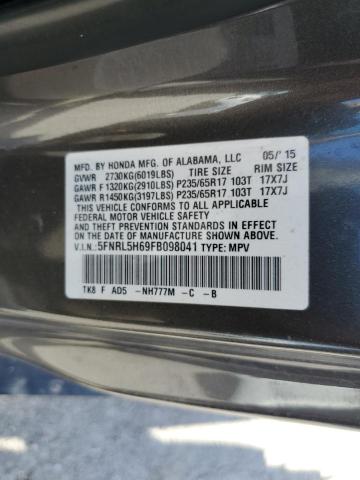 MFD. BY HONDA MFG. OF ALABAMA, LLC 05/'15
GVWR 2730KG(6019LBS) TIRE SIZE RIM SIZE
GAWR F 1320KG(2910LBS) P235/65R17 103T 17X7J
GAWR R1450KG(3197LBS) P235/65R17 103T 17X7J
THIS VEHICLE CONFORMS TO ALL APPLICABLE
FEDERAL MOTOR VEHICLE SAFETY AND THEFT PREVENTION
STANDARDS IN EFFECT ON THE DATE OF MANUFACTURE SHOWN ABOVE.
V.I.N.: 5FNRL5H69FB098041 TYPE: MPV
TK8 F AD5 -NH777M -C -B